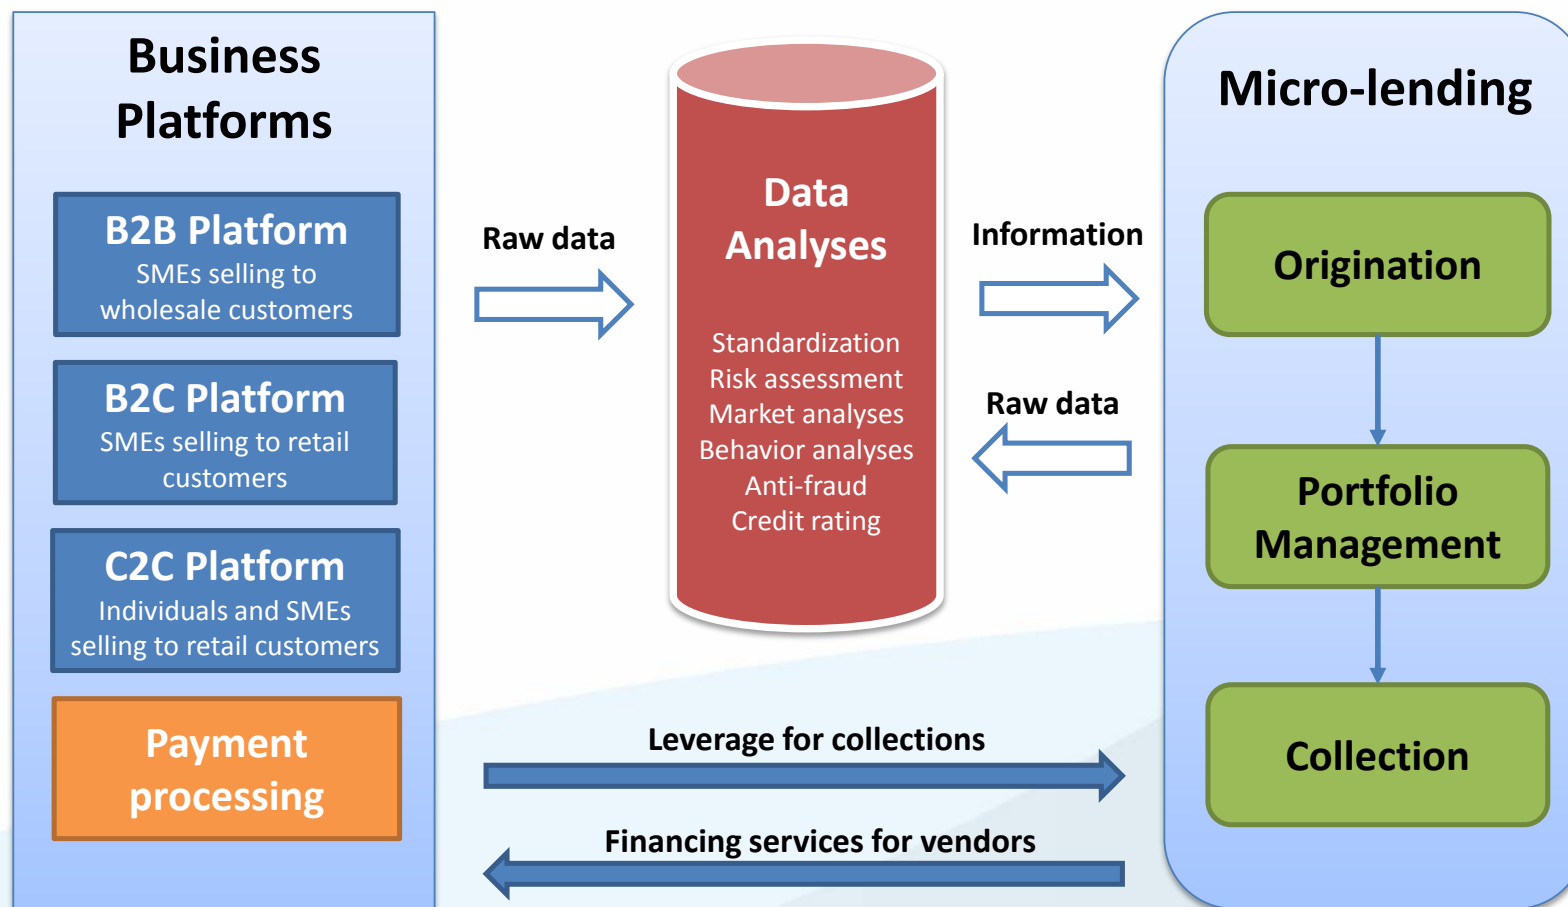 Business
Platforms
B2B Platform
SMEs selling to
wholesale customers
B2C Platform
SMEs selling to retail
customers
C2C Platform
Individuals and SMEs
selling to retail customers
Payment
processing
Raw data
Data
Analyses
Standardization
Risk assessment
Market analyses
Behavior analyses
Anti-fraud
Credit rating
Information
Raw data
Leverage for collections
Financing services for vendors
Micro-lending
Origination
Portfolio
Management
Collection